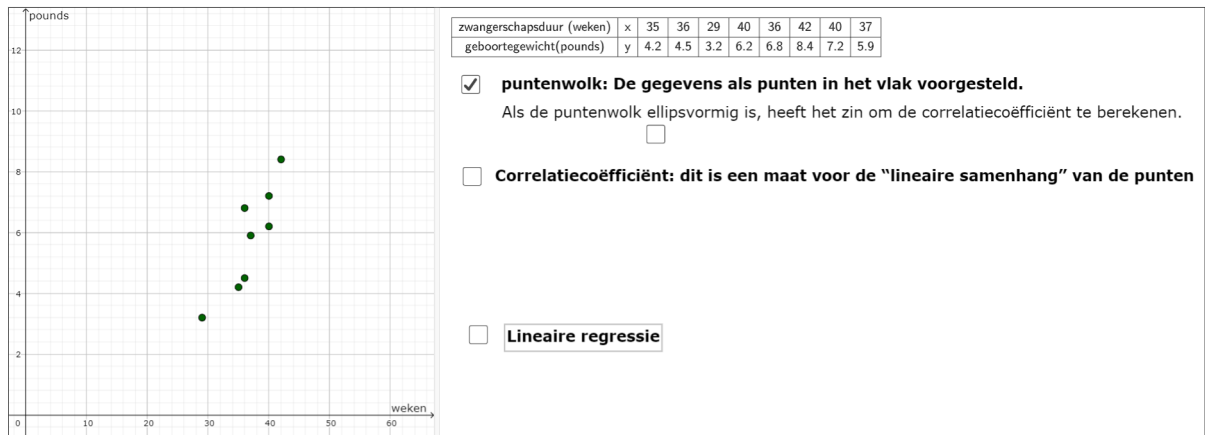 pounds
12
10
8
6
4
2
0 10 20 30 40 50 60
weken
zwangerschapsduur (weken) x 35 36 29 40 36 42 40 37
geboortegewicht(pounds) y 4.2 4.5 3.2 6.2 6.8 8.4 7.2 5.9
puntenwolk: De gegevens als punten in het vlak voorgesteld.
Als de puntenwolk ellipsvormig is, heeft het zin om de correlatiecoëfficiënt te berekenen.
Correlatiecoëfficiënt: dit is een maat voor de “lineaire samenhang” van de punten
Lineaire regressie